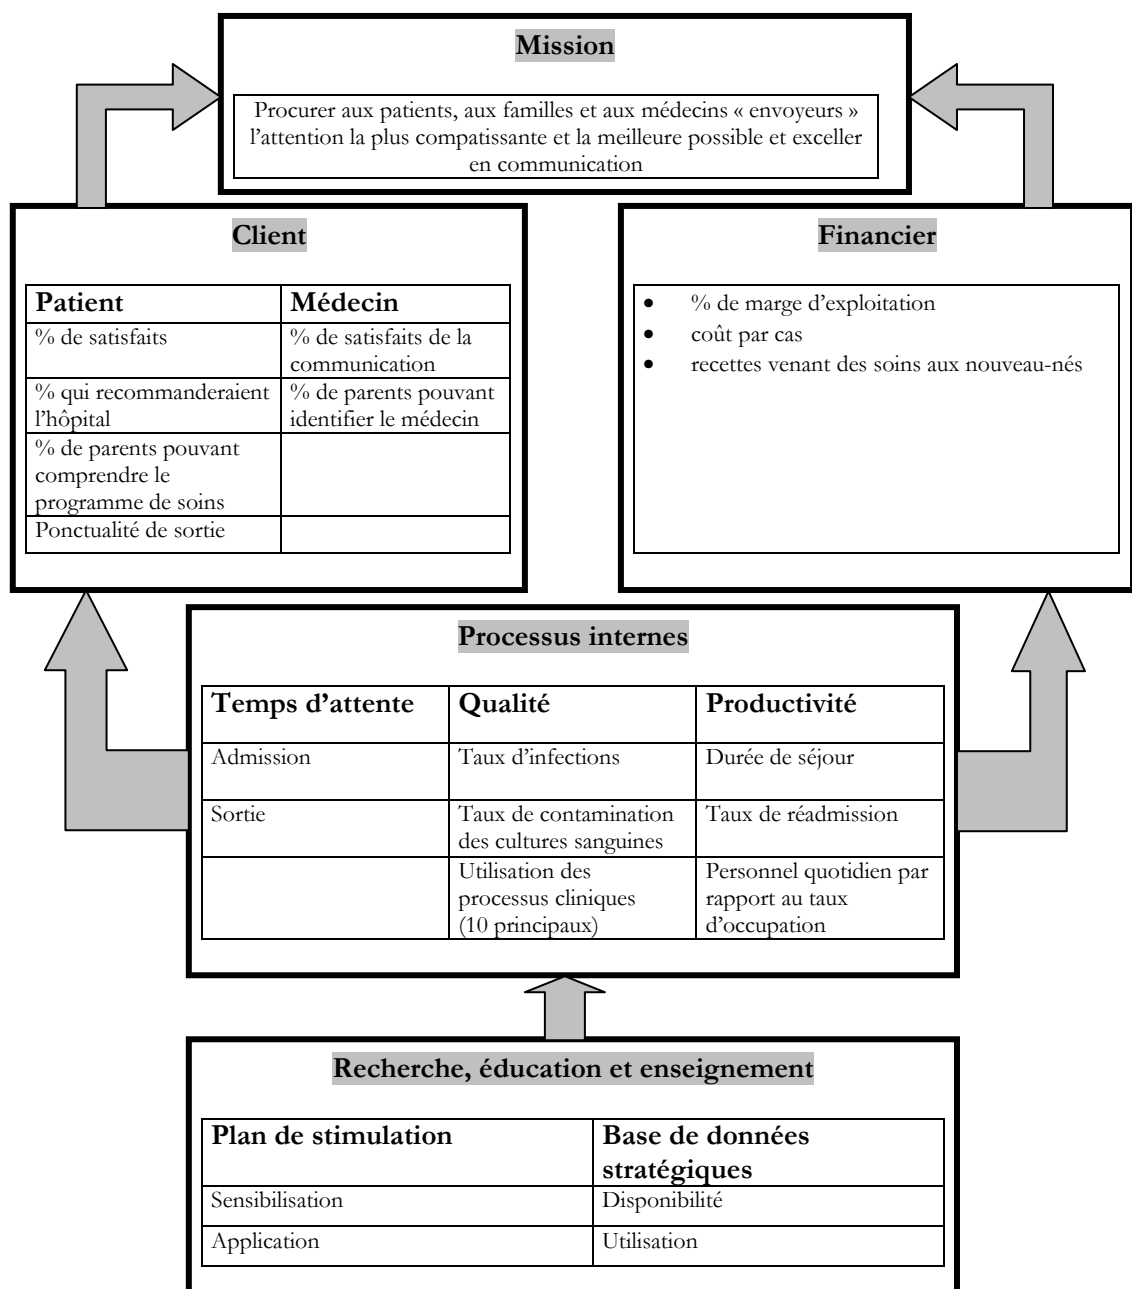 Mission
Procurer aux patients, aux familles et aux médecins « envoyeurs »
l'attention la plus compatissante et la meilleure possible et exceller
en communication
Client
Patient
Médecin
% de satisfaits
% de satisfaits de la
communication
% qui recommanderaient
l'hôpital
% de parents pouvant
identifier le médecin
% de parents pouvant
comprendre le
programme de soins
Ponctualité de sortie
Financier
• % de marge d'exploitation
• coût par cas
• recettes venant des soins aux nouveau-nés
Processus internes
Temps d'attente
Qualité
Productivité
Admission
Taux d'infections
Durée de séjour
Sortie
Taux de contamination
des cultures sanguines
Taux de réadmission
Utilisation des
processus cliniques
(10 principaux)
Personnel quotidien par
rapport au taux
d'occupation
Recherche, éducation et enseignement
Plan de stimulation
Base de données
stratégiques
Sensibilisation
Disponibilité
Application
Utilisation